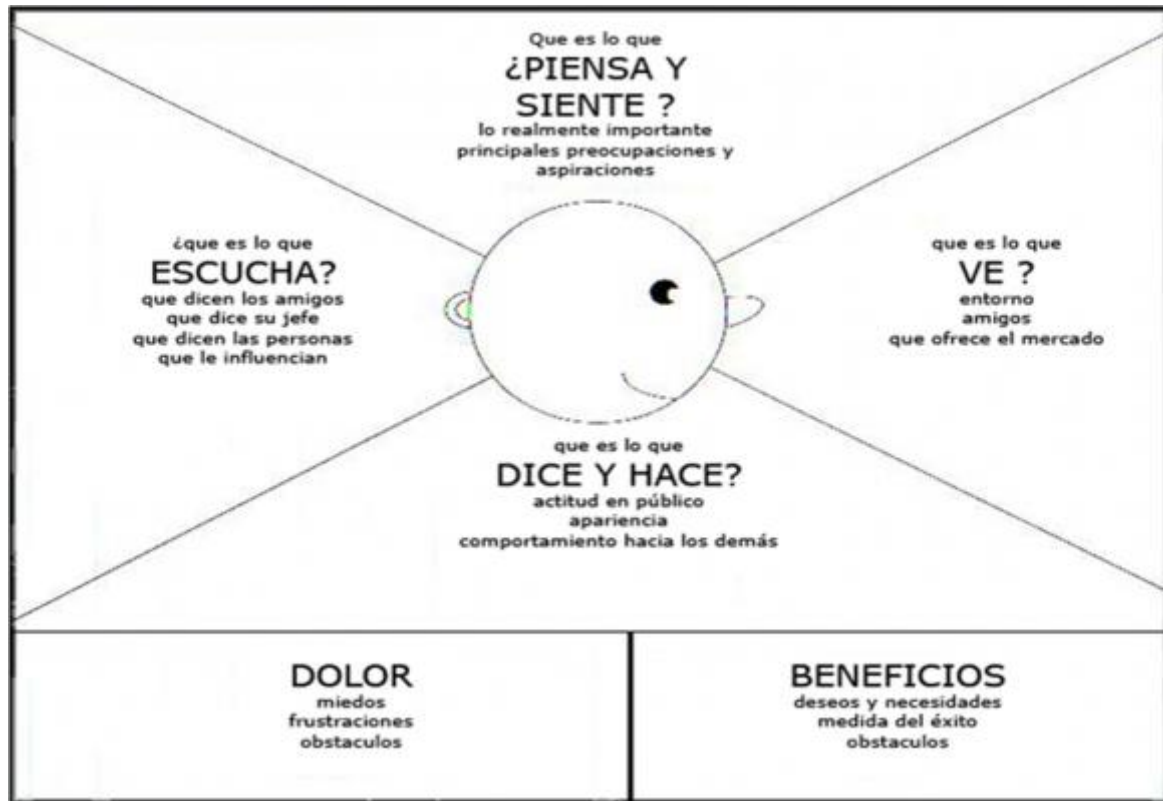 Que es lo que
¿PIENSA Y
SIENTE ?
lo realmente importante
principales preocupaciones y
aspiraciones
¿que es lo que
ESCUCHA?
que dicen los amigos
que dice su jefe
que dicen las personas
que le influencian
que es lo que
VE ?
entorno
amigos
que ofrece el mercado
que es lo que
DICE Y HACE?
actitud en público
apariencia
comportamiento hacia los demás
DOLOR
miedos
frustraciones
obstaculos
BENEFICIOS
deseos y necesidades
medida del éxito
obstaculos